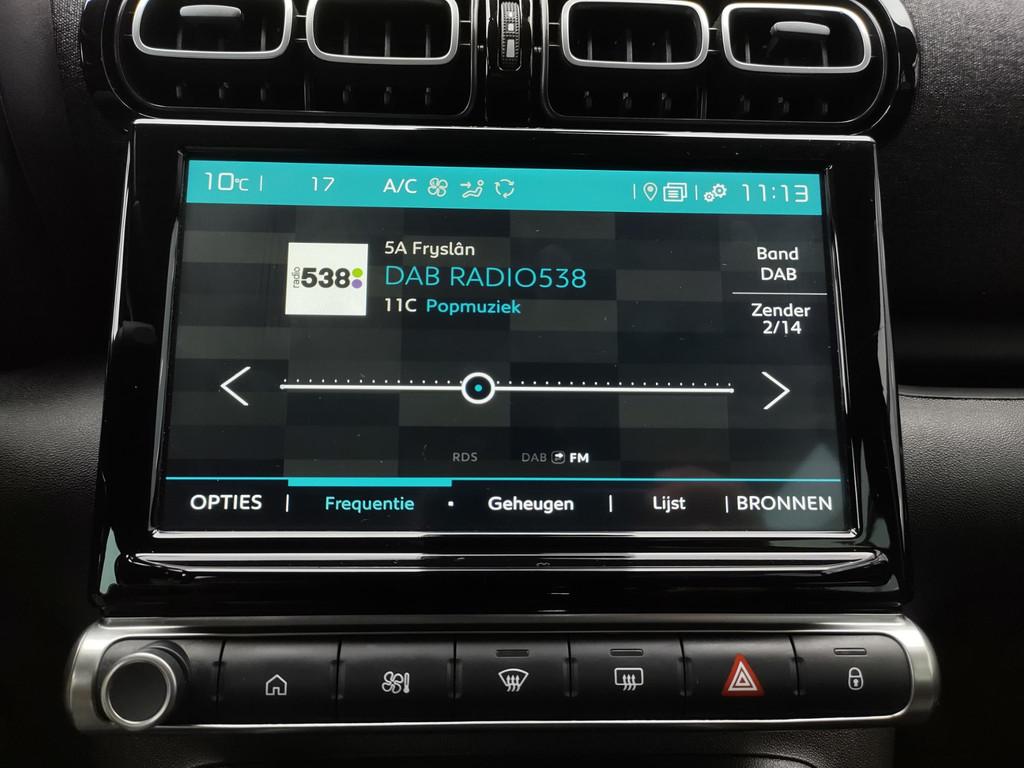 10°C | 17 A/C 11:13
radio 538
5A Fryslân
DAB RADIO538
11C Popmuziek
Band
DAB
Zender
2/14
RDS DAB FM
OPTIES | Frequentie Geheugen | Lijst | BRONNEN